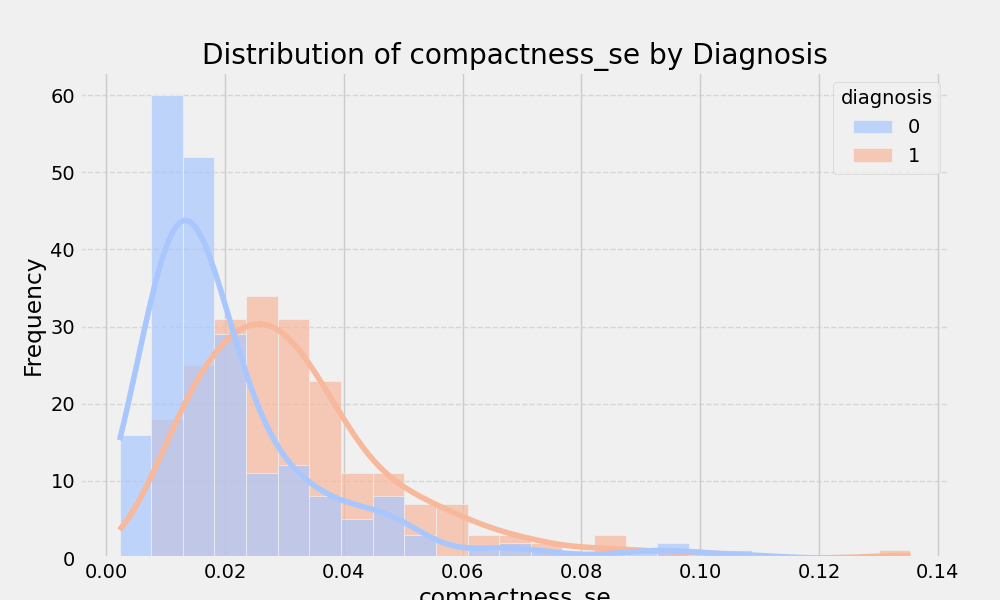 Distribution of compactness_se by Diagnosis
diagnosis
0
1
60
50
40
30
20
10
0
Frequency
0.00 0.02 0.04 0.06 0.08 0.10 0.12 0.14
compactness_se